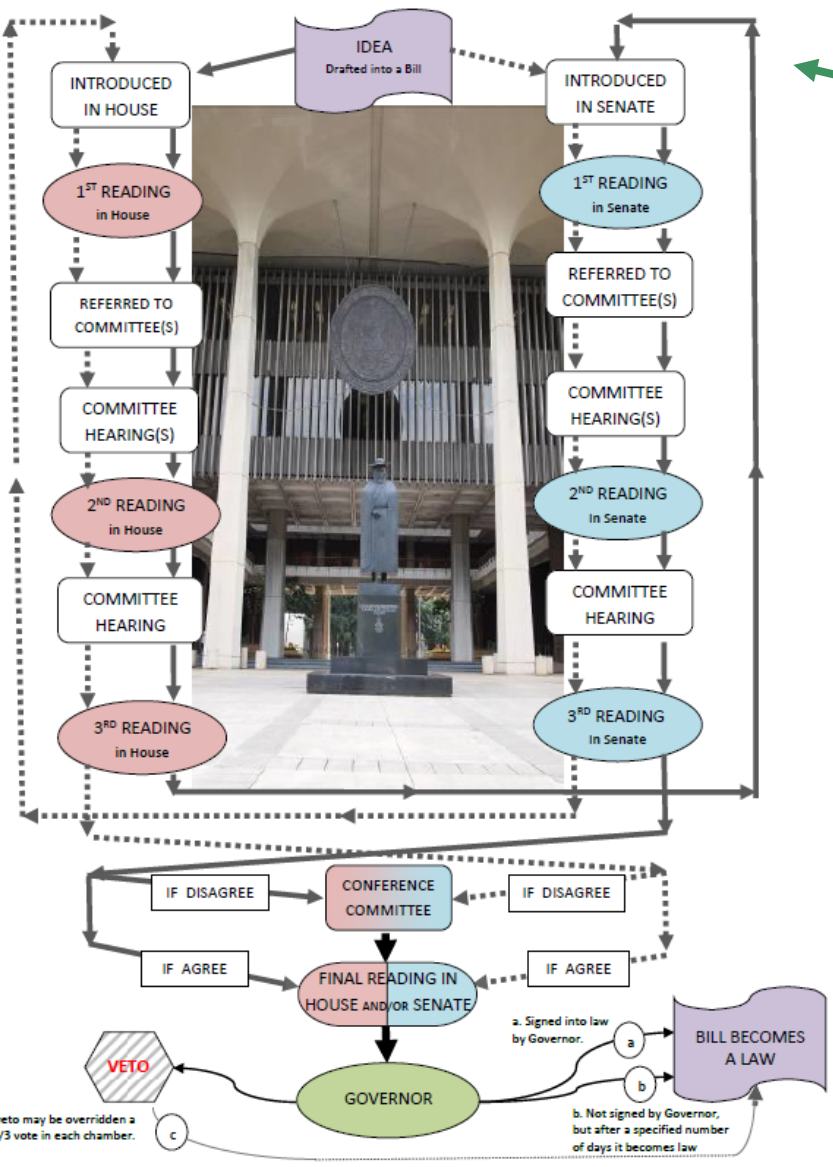 IDEA
Drafted into a Bill
INTRODUCED
IN HOUSE
INTRODUCED
IN SENATE
1ST READING
in House
1ST READING
in Senate
REFERRED TO
COMMITTEE(S)
REFERRED TO
COMMITTEE(S)
COMMITTEE
HEARING(S)
COMMITTEE
HEARING(S)
2ND READING
in House
2ND READING
In Senate
COMMITTEE
HEARING
COMMITTEE
HEARING
3RD READING
in House
3RD READING
In Senate
IF DISAGREE
CONFERENCE
COMMITTEE
IF DISAGREE
IF AGREE
FINAL READING IN
HOUSE AND/OR SENATE
IF AGREE
a. Signed into law
by Governor.
a
BILL BECOMES
A LAW
VETO
GOVERNOR
b
b. Not signed by Governor,
but after a specified number
of days it becomes law
veto may be overridden a
/3 vote in each chamber.
c